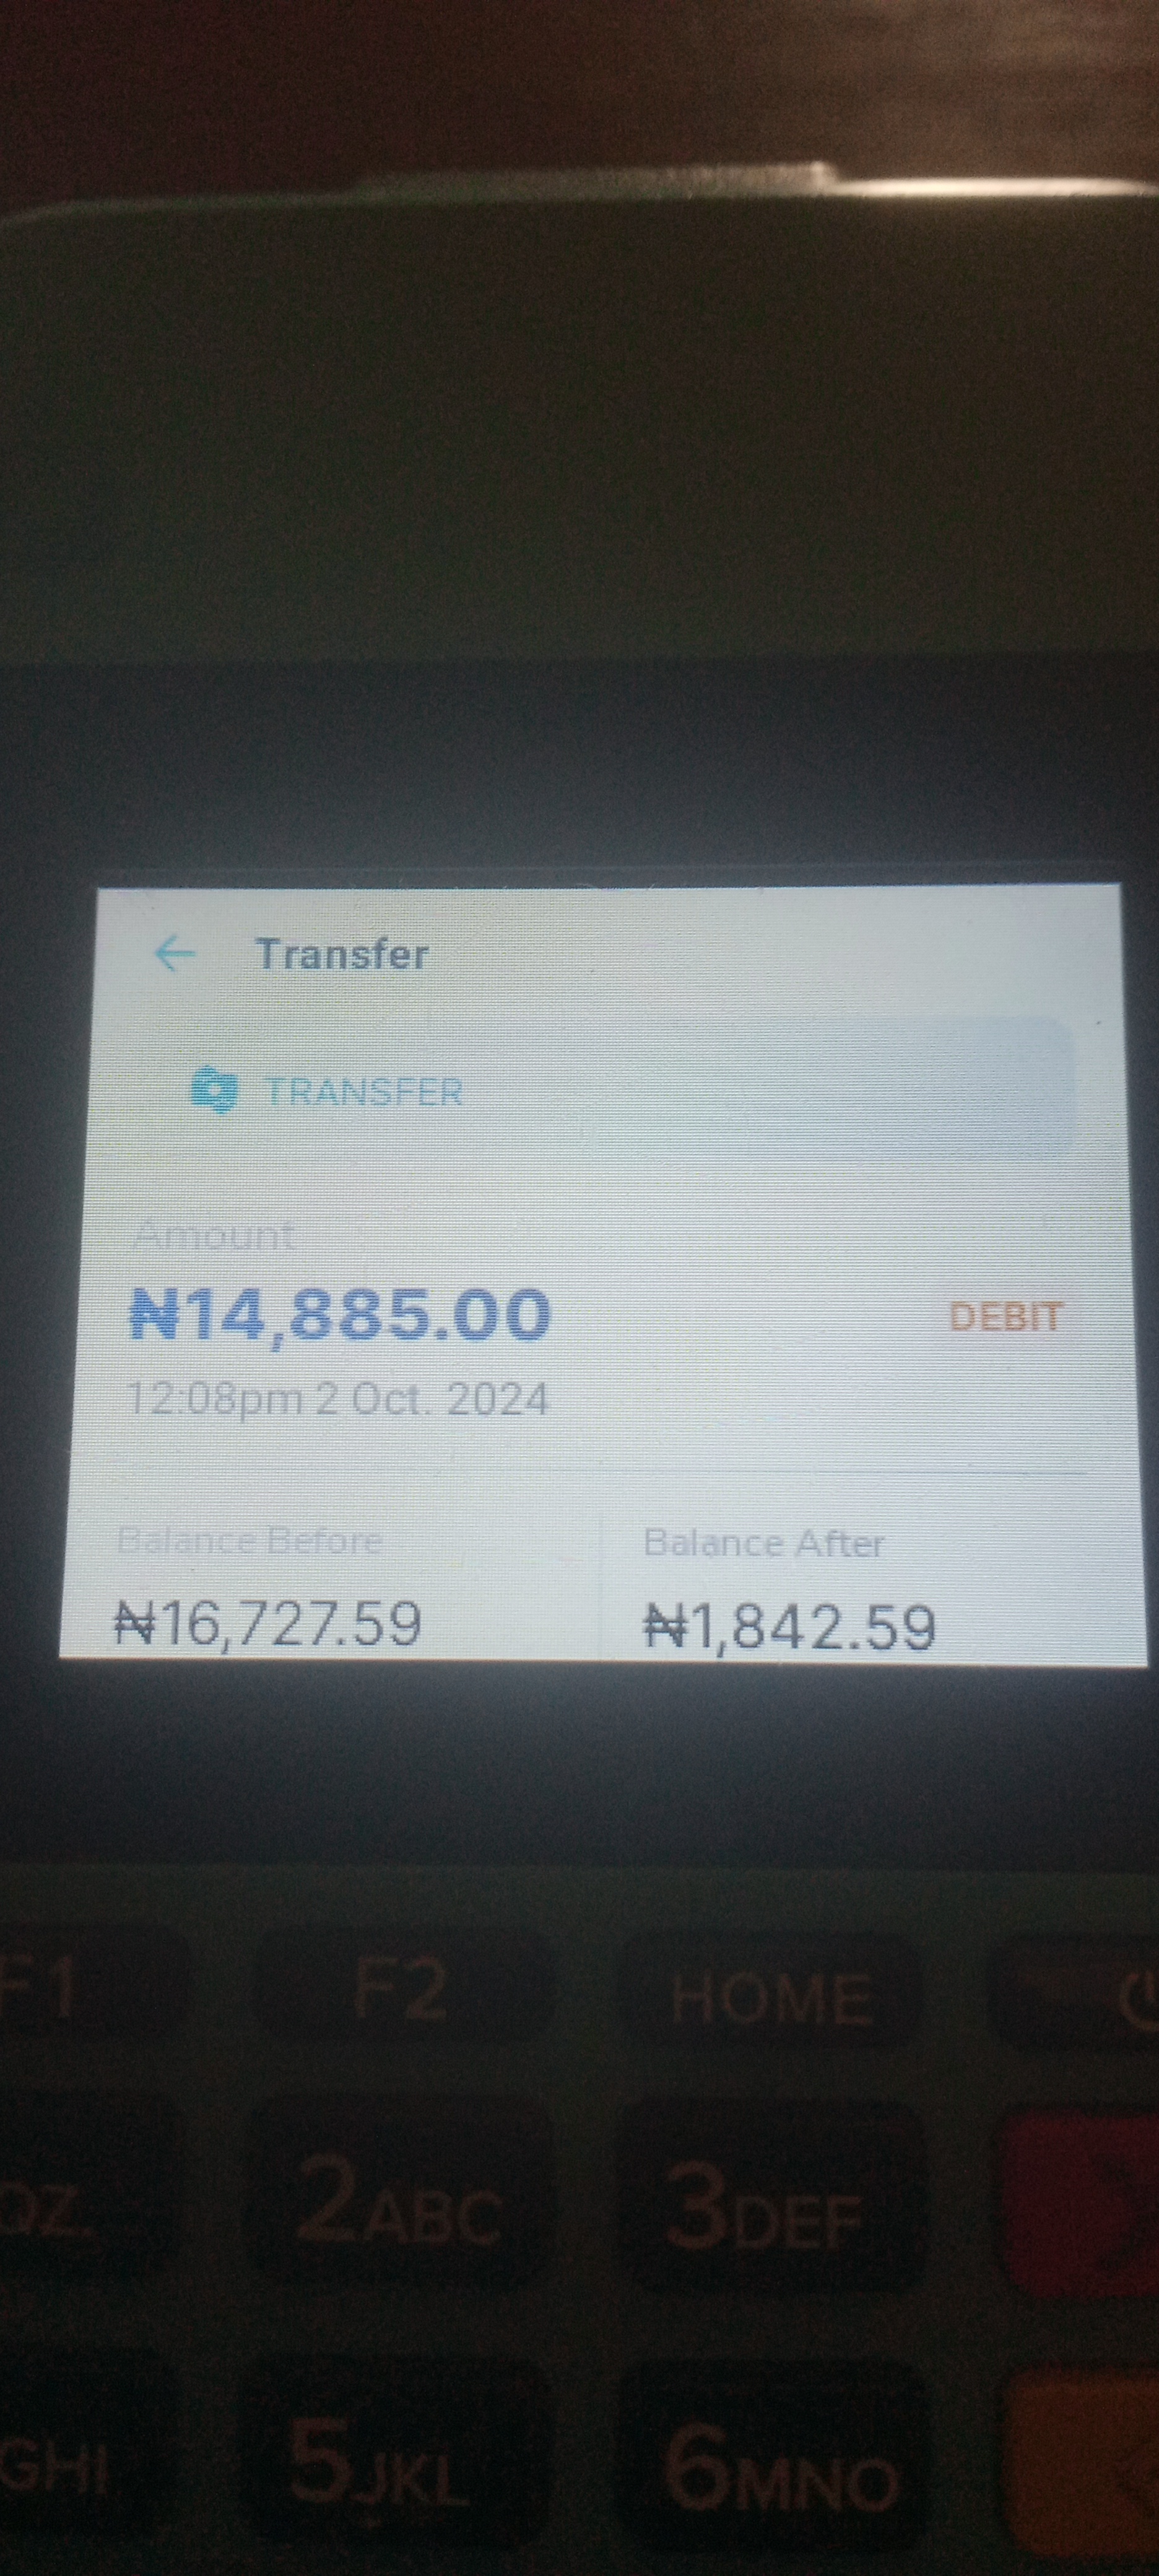 ← Transfer
TRANSFER
Amount
₦14,885.00 DEBIT
12:08pm 2 Oct. 2024
Balance Before Balance After
₦16,727.59 ₦1,842.59
F1 F2 HOME
QZ 2ABC 3DEF
GHI 5JKL 6MNO